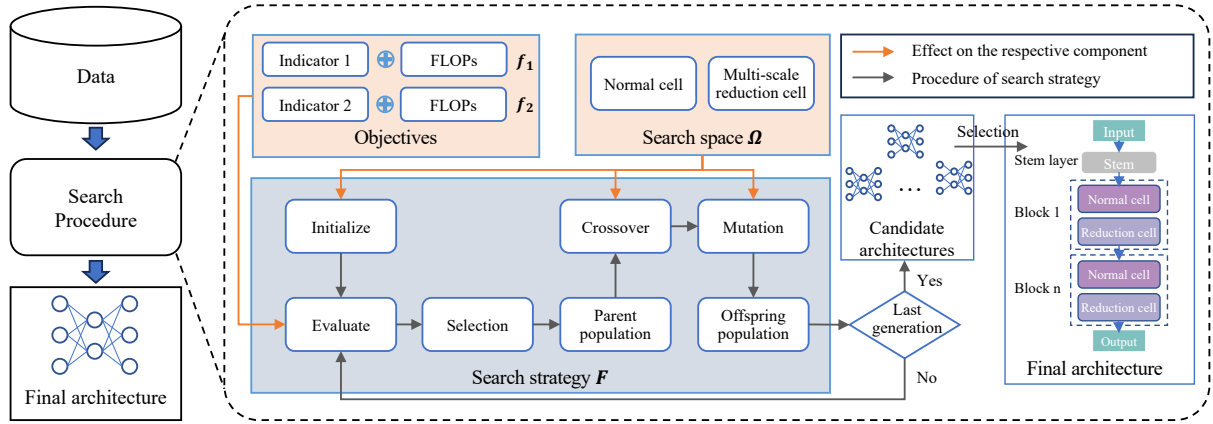 Data
Search
Procedure
Final architecture
Indicator 1
FLOPs
f₁
Indicator 2
FLOPs
f₂
Objectives
Normal cell
Multi-scale
reduction cell
Search space Ω
Effect on the respective component
Procedure of search strategy
Initialize
Crossover
Mutation
Evaluate
Selection
Parent
population
Offspring
population
Search strategy F
Last
generation
Yes
No
...
Candidate
architectures
Selection
Input
Stem layer
Stem
Block 1
Normal cell
Reduction cell
Block n
Normal cell
Reduction cell
Output
Final architecture